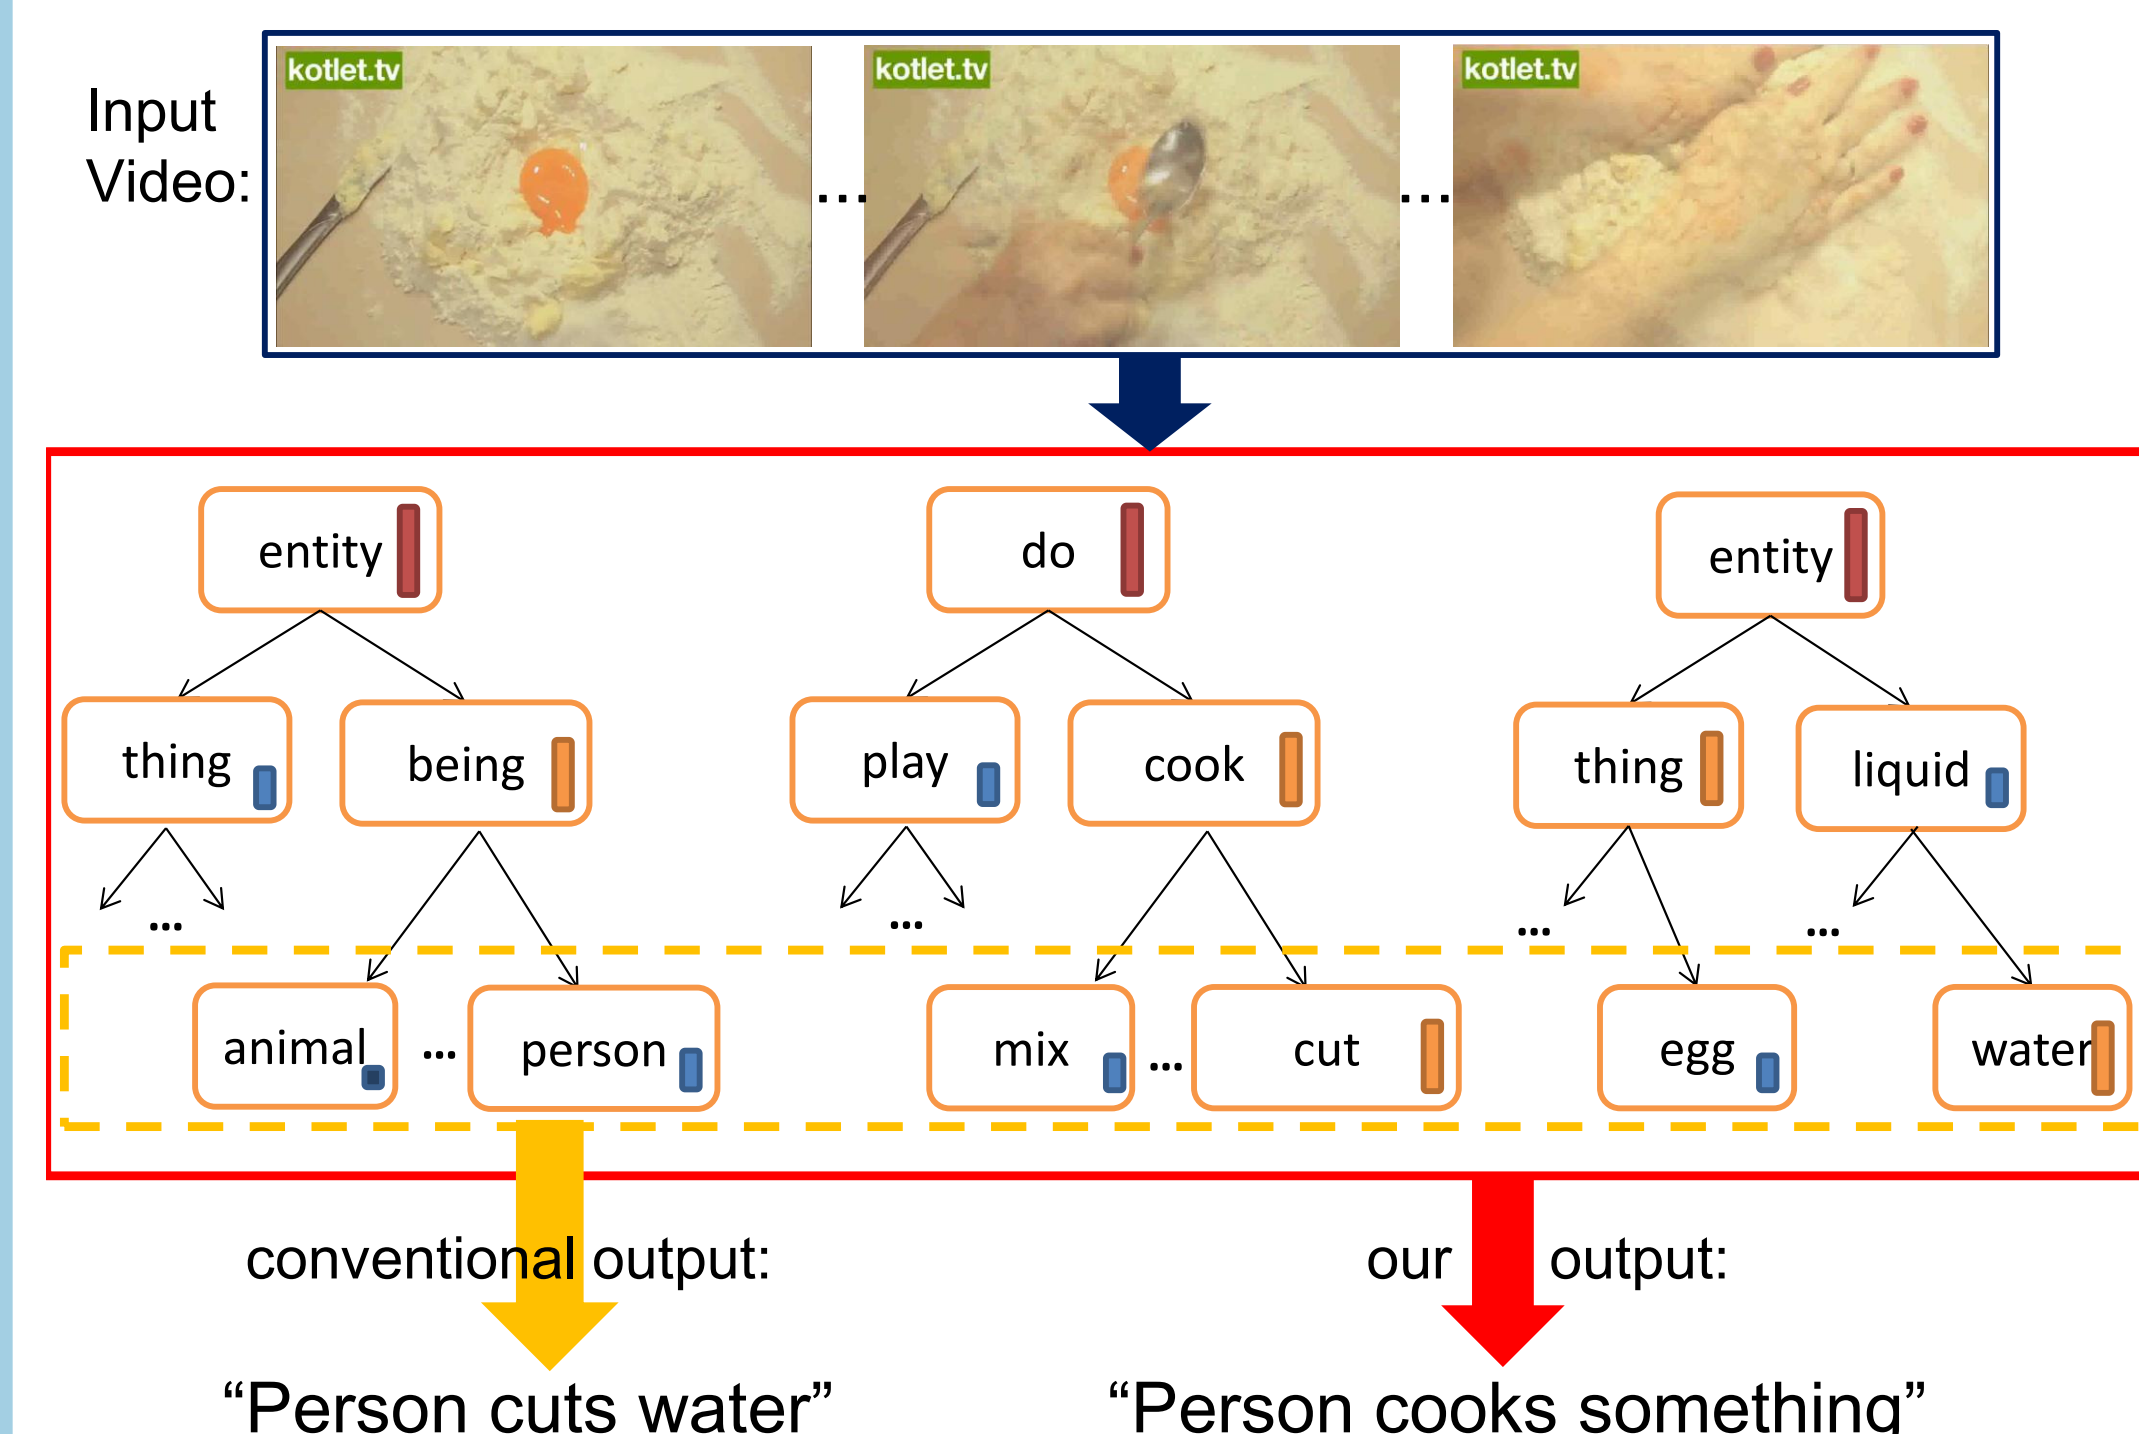 kotlet.tv
kotlet.tv
kotlet.tv
Input
Video:
...
...
entity
do
entity
thing
being
play
cook
thing
liquid
...
...
...
...
animal
...
person
mix
...
cut
egg
water
conventional output:
our output:
“Person cuts water”
“Person cooks something”